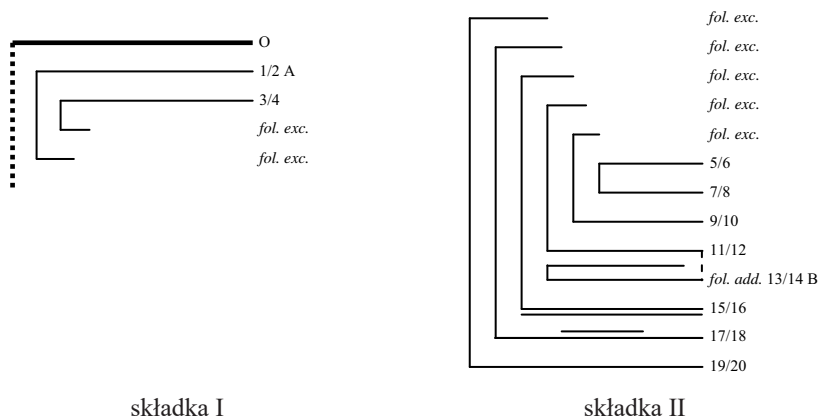 O
1/2 A
3/4
fol. exc.
fol. exc.
składka I
fol. exc.
fol. exc.
fol. exc.
fol. exc.
fol. exc.
5/6
7/8
9/10
11/12
fol. add. 13/14 B
15/16
17/18
19/20
składka II